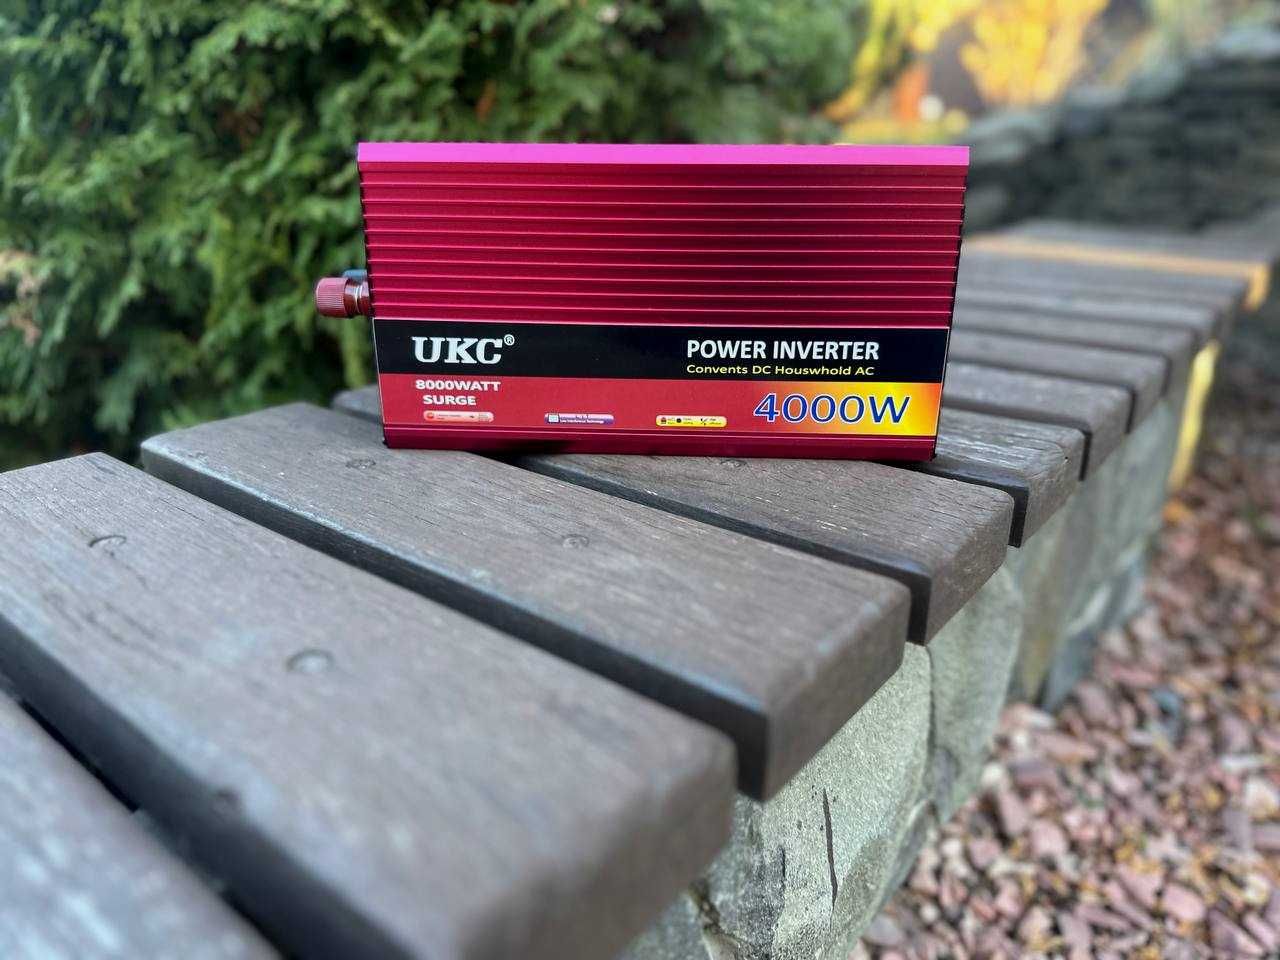 UKC®
POWER INVERTER
Convents DC Houswhold AC
8000WATT
SURGE
4000W